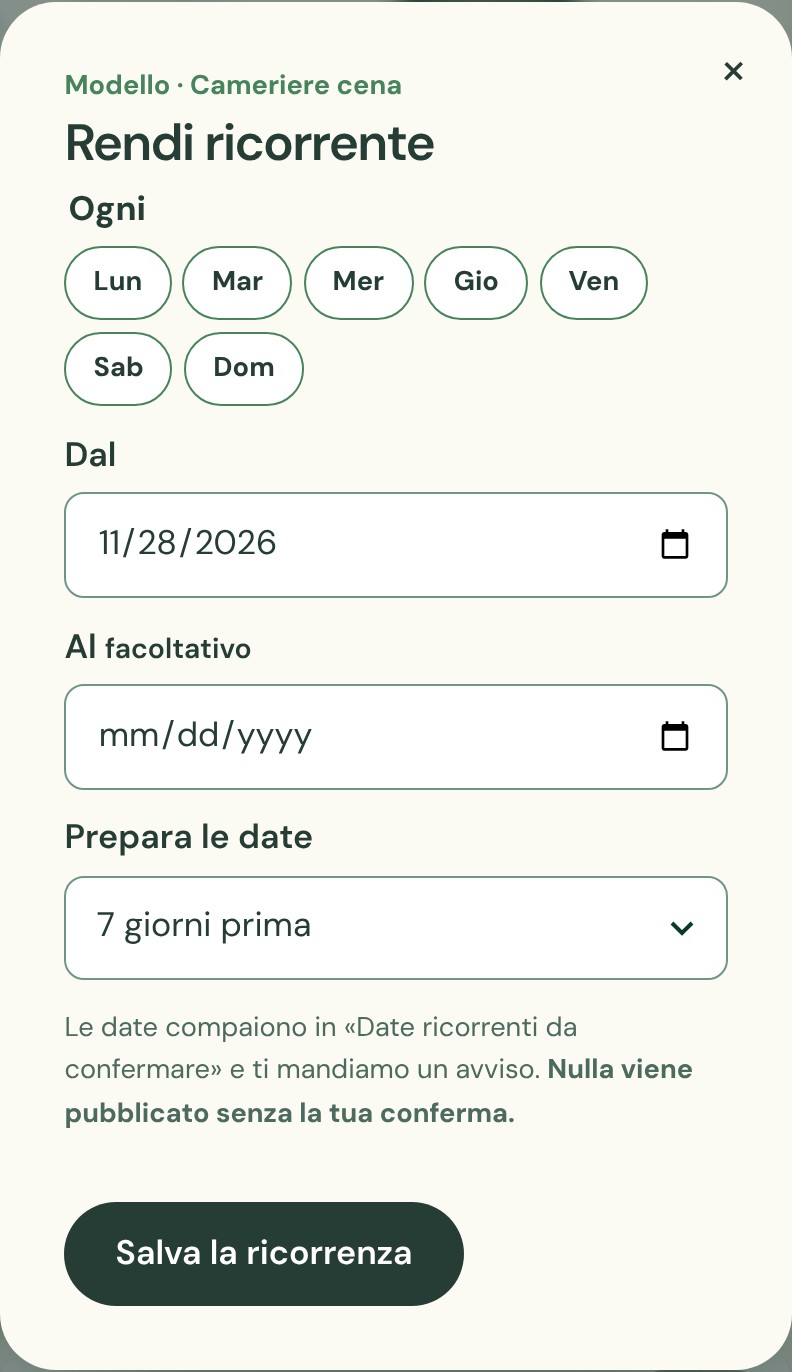 Modello · Cameriere cena
Rendi ricorrente
Ogni
Lun Mar Mer Gio Ven
Sab Dom
Dal
11/28/2026
Al facoltativo
mm/dd/yyyy
Prepara le date
7 giorni prima
Le date compaiono in «Date ricorrenti da
confermare» e ti mandiamo un avviso. Nulla viene
pubblicato senza la tua conferma.
Salva la ricorrenza